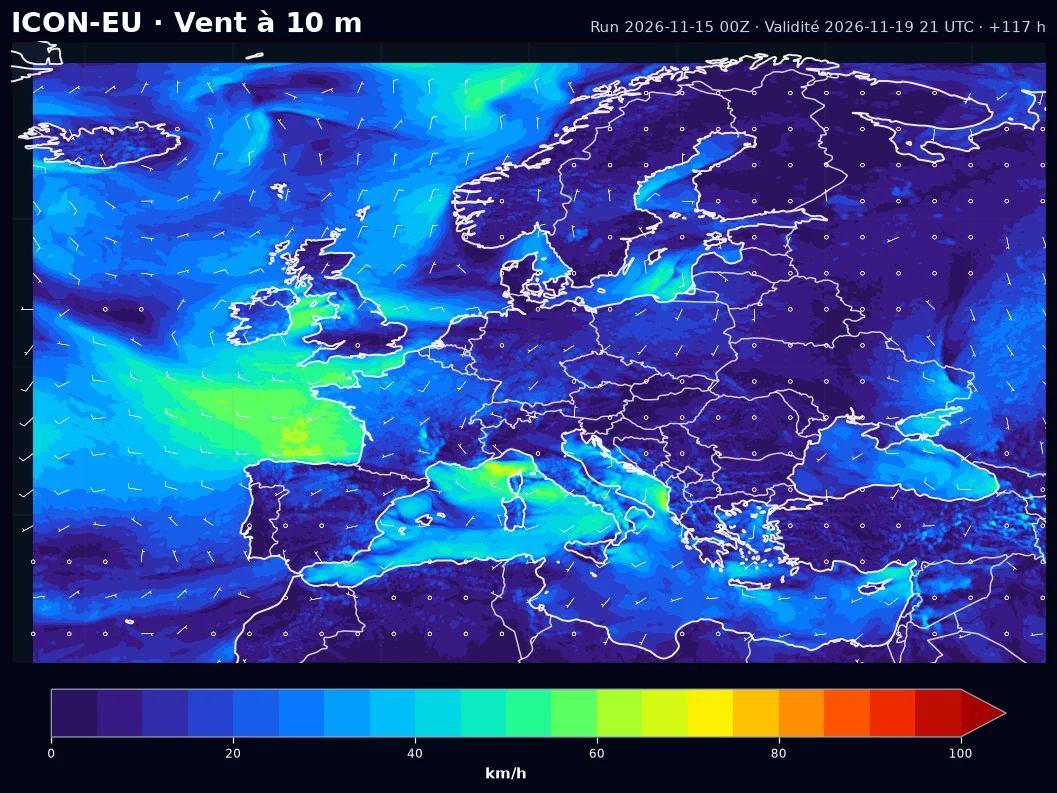 ICON-EU · Vent à 10 m
Run 2026-11-15 00Z · Validité 2026-11-19 21 UTC · +117 h
0 20 40 60 80 100
km/h